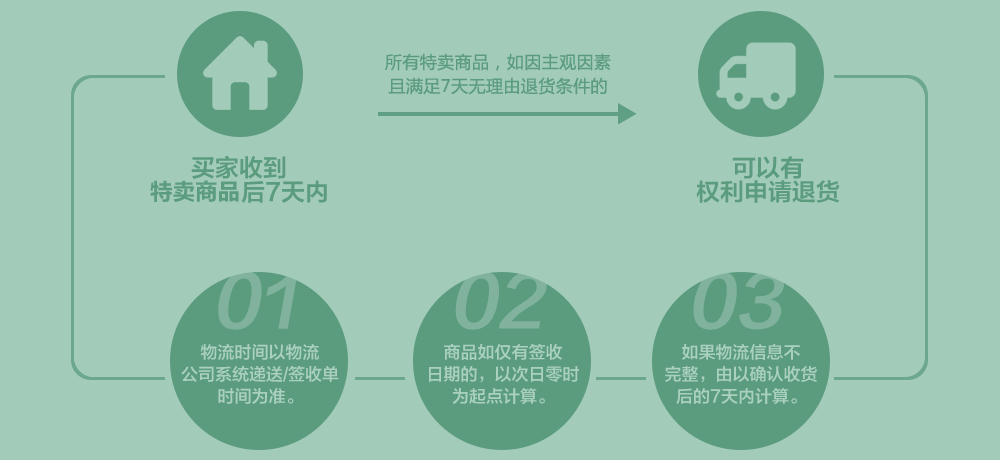 所有特卖商品，如因主观因素
且满足7天无理由退货条件的
买家收到
特卖商品后7天内
可以有
权利申请退货
01
物流时间以物流
公司系统递送/签收单
时间为准。
02
商品如仅有签收
日期的，以次日零时
为起点计算。
03
如果物流信息不
完整，由以确认收货
后的7天内计算。